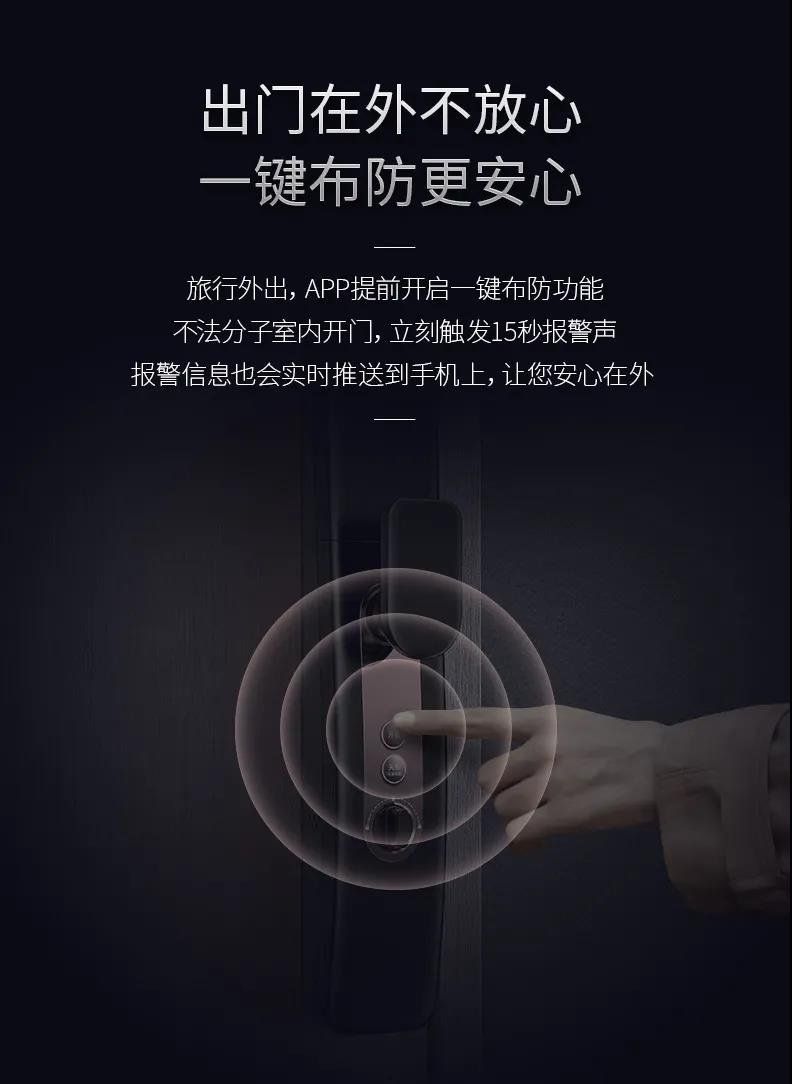 出门在外不放心
一键布防更安心
旅行外出，APP提前开启一键布防功能
不法分子室内开门，立刻触发15秒报警声
报警信息也会实时推送到手机上，让您安心在外